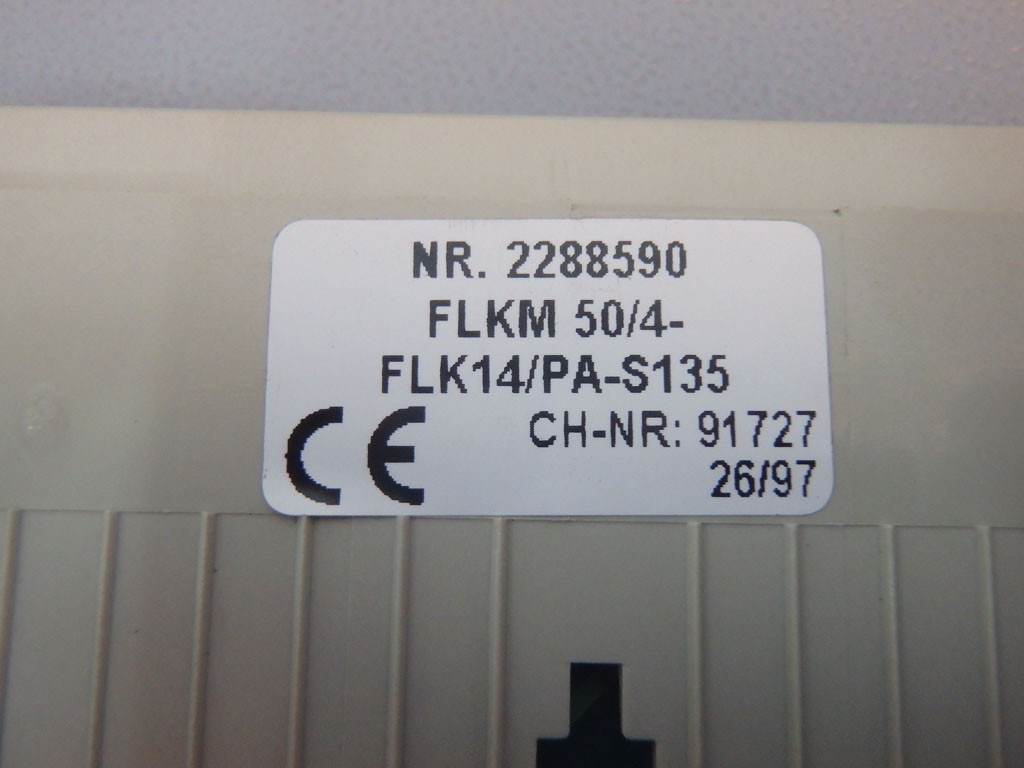 NR. 2288590
FLKM 50/4-
FLK14/PA-S135
CE CH-NR: 91727
26/97